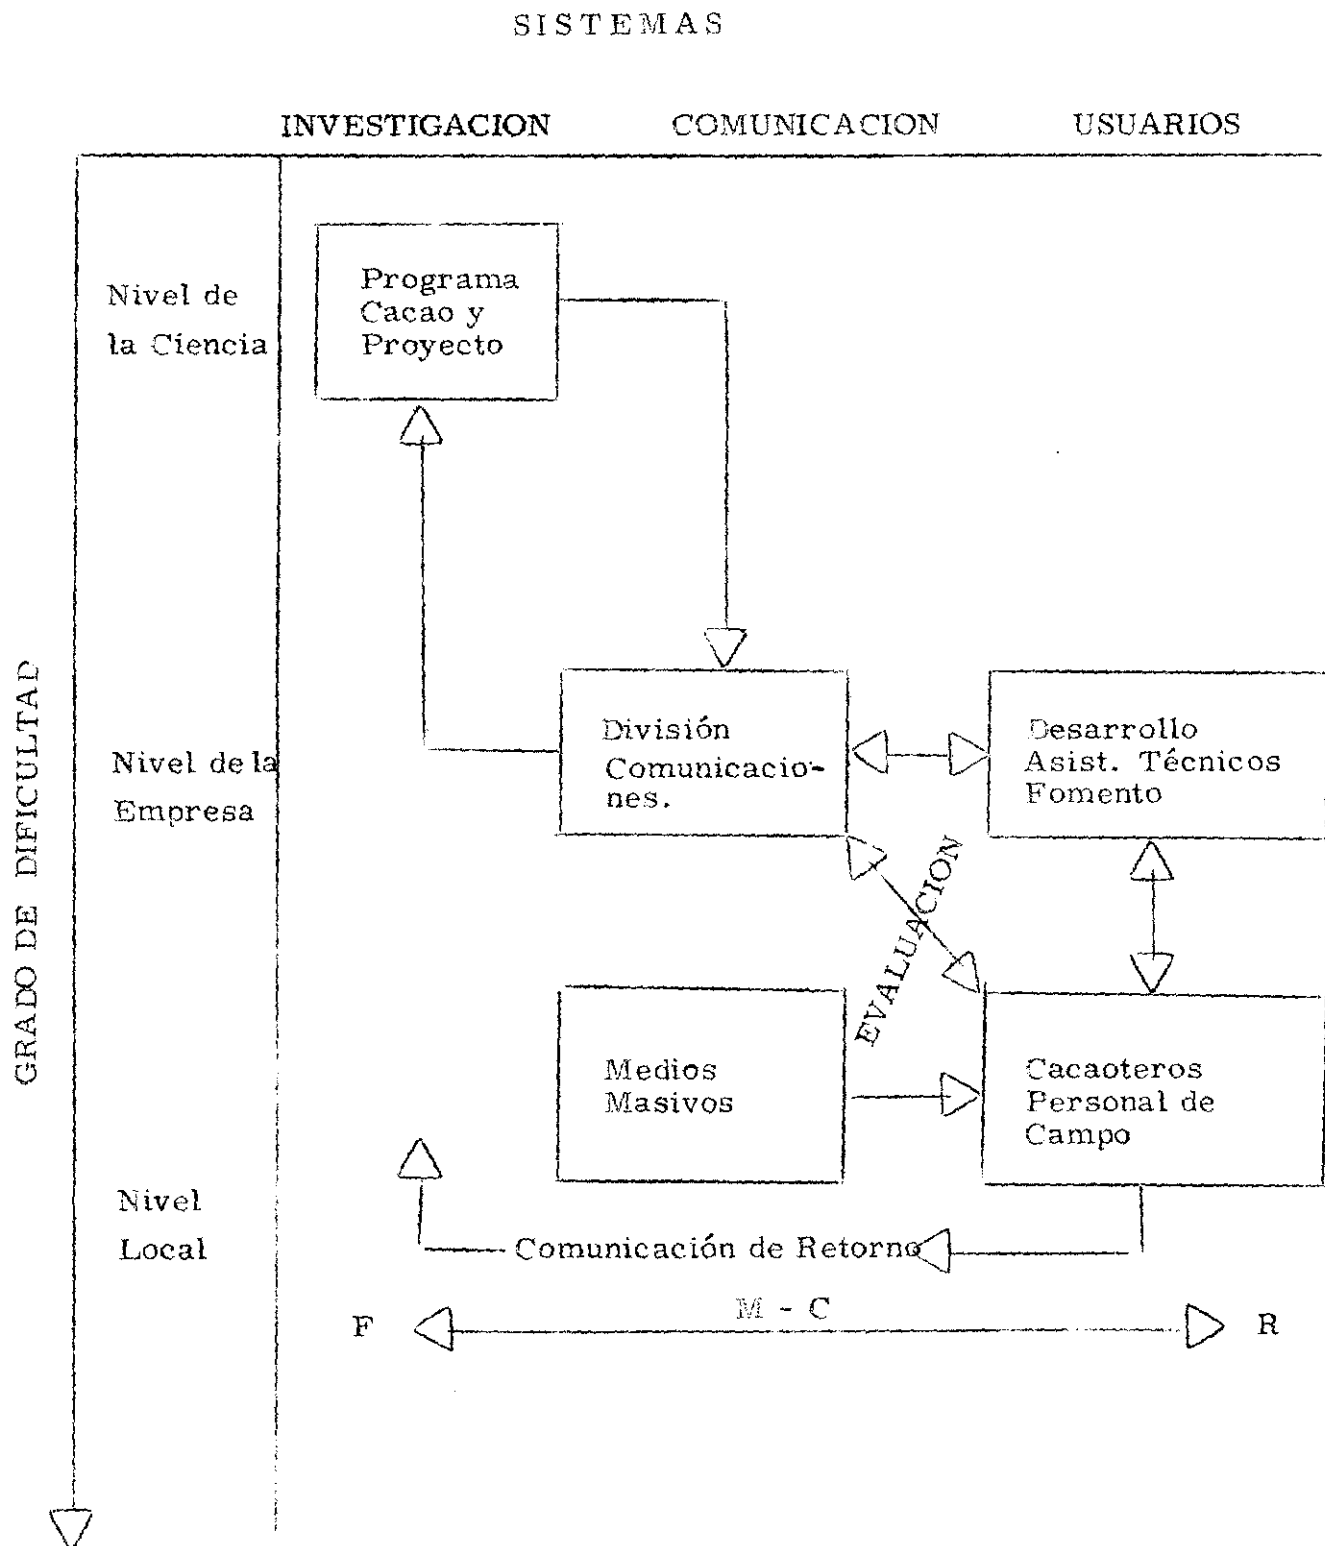 SISTEMAS
INVESTIGACION
COMUNICACION
USUARIOS
GRADO DE DIFICULTAD
Nivel de
la Ciencia
Programa
Cacao y
Proyecto
Nivel de la
Empresa
División
Comunicacio-
nes.
Desarrollo
Asist. Técnicos
Fomento
EVALUACION
Medios
Masivos
Cacaoteros
Personal de
Campo
Nivel
Local
Comunicación de Retorno
M - C
F
R